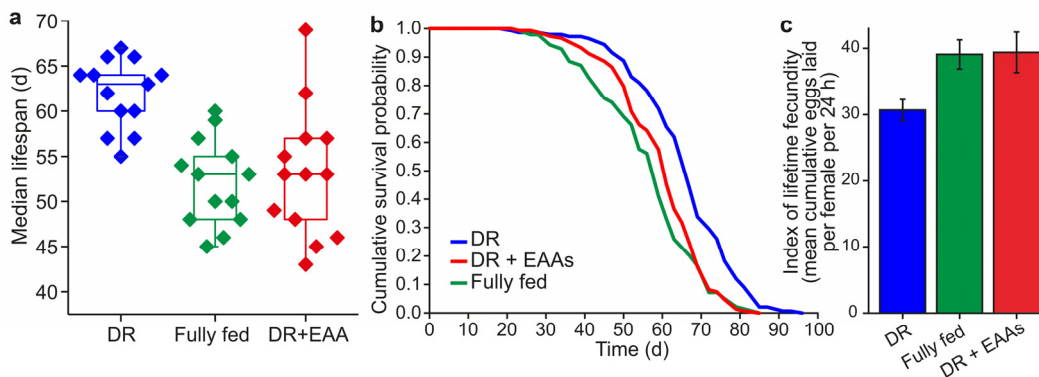 a
Median lifespan (d)
70
65
60
55
50
45
40
DR
Fully fed
DR+EAA
b
Cumulative survival probability
1.0
0.9
0.8
0.7
0.6
0.5
0.4
0.3
0.2
0.1
0.0
DR
DR + EAAs
Fully fed
0 10 20 30 40 50 60 70 80 90 100
Time (d)
c
Index of lifetime fecundity
(mean cumulative eggs laid
per female per 24 h)
40
30
20
10
0
DR
Fully fed
DR + EAAs